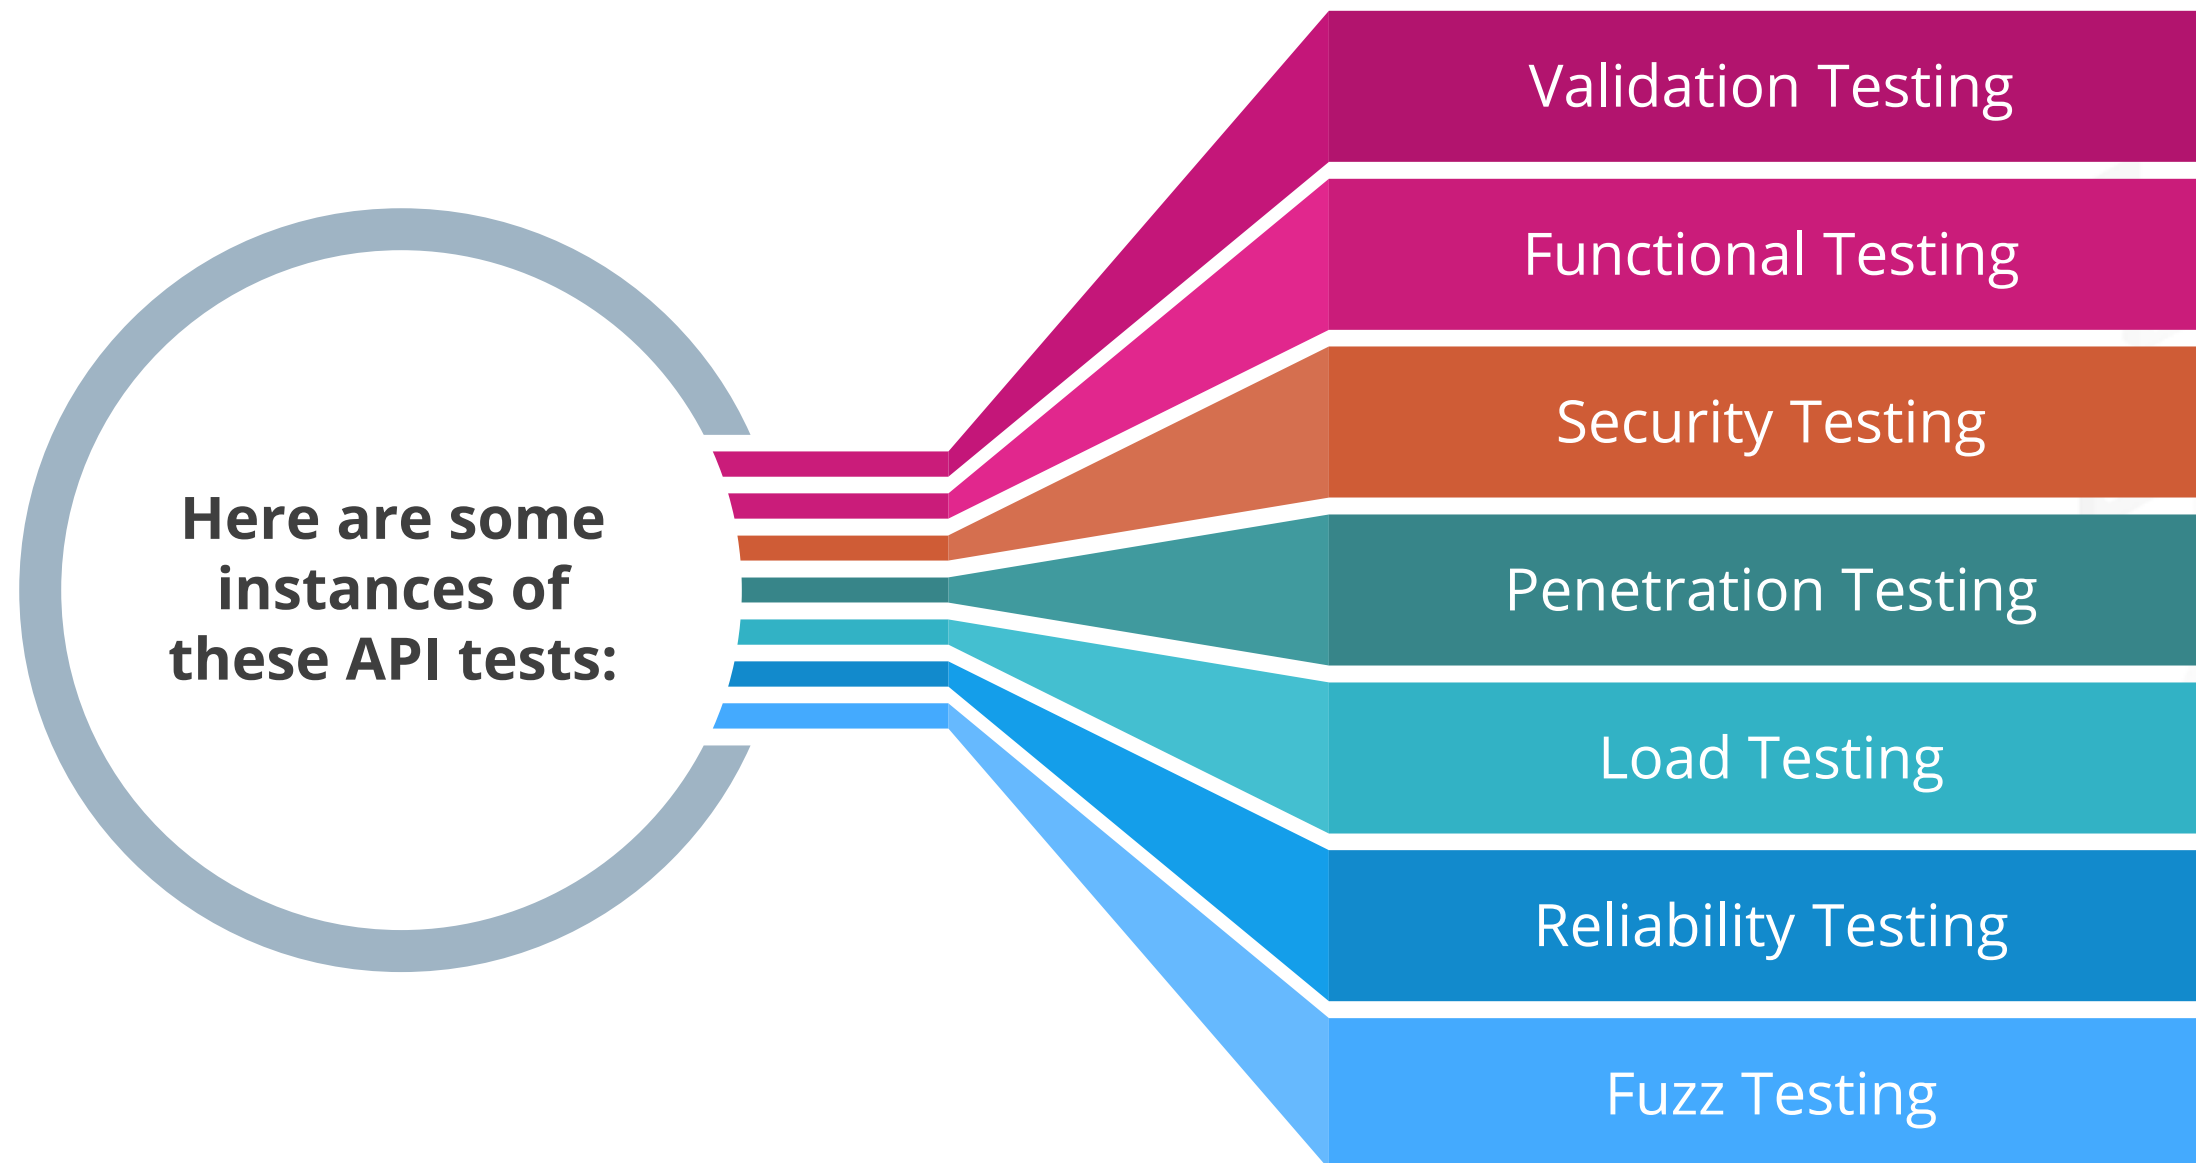 Here are some
instances of
these API tests:
Validation Testing
Functional Testing
Security Testing
Penetration Testing
Load Testing
Reliability Testing
Fuzz Testing